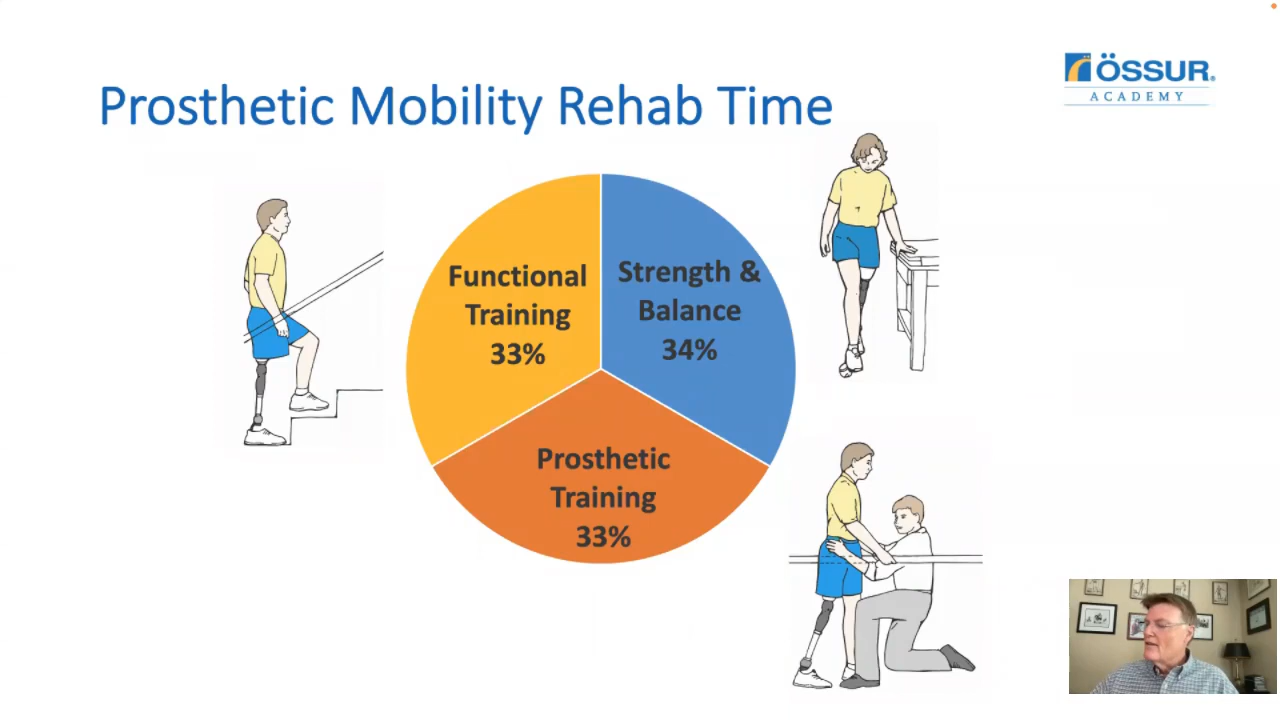 Prosthetic Mobility Rehab Time
ÖSSUR®
ACADEMY
Functional
Training
33%
Strength &
Balance
34%
Prosthetic
Training
33%